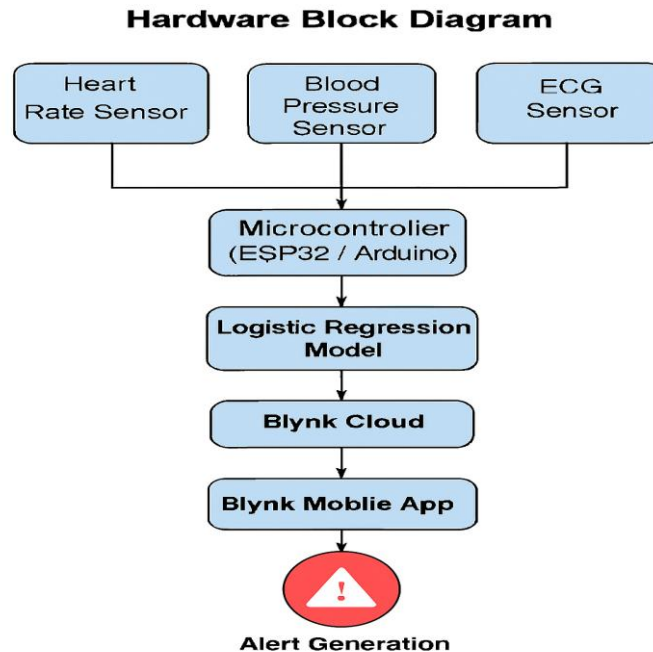 Hardware Block Diagram
Heart
Rate Sensor
Blood
Pressure
Sensor
ECG
Sensor
Microcontrolier
(ESP32 / Arduino)
Logistic Regression
Model
Blynk Cloud
Blynk Moblie App
!
Alert Generation